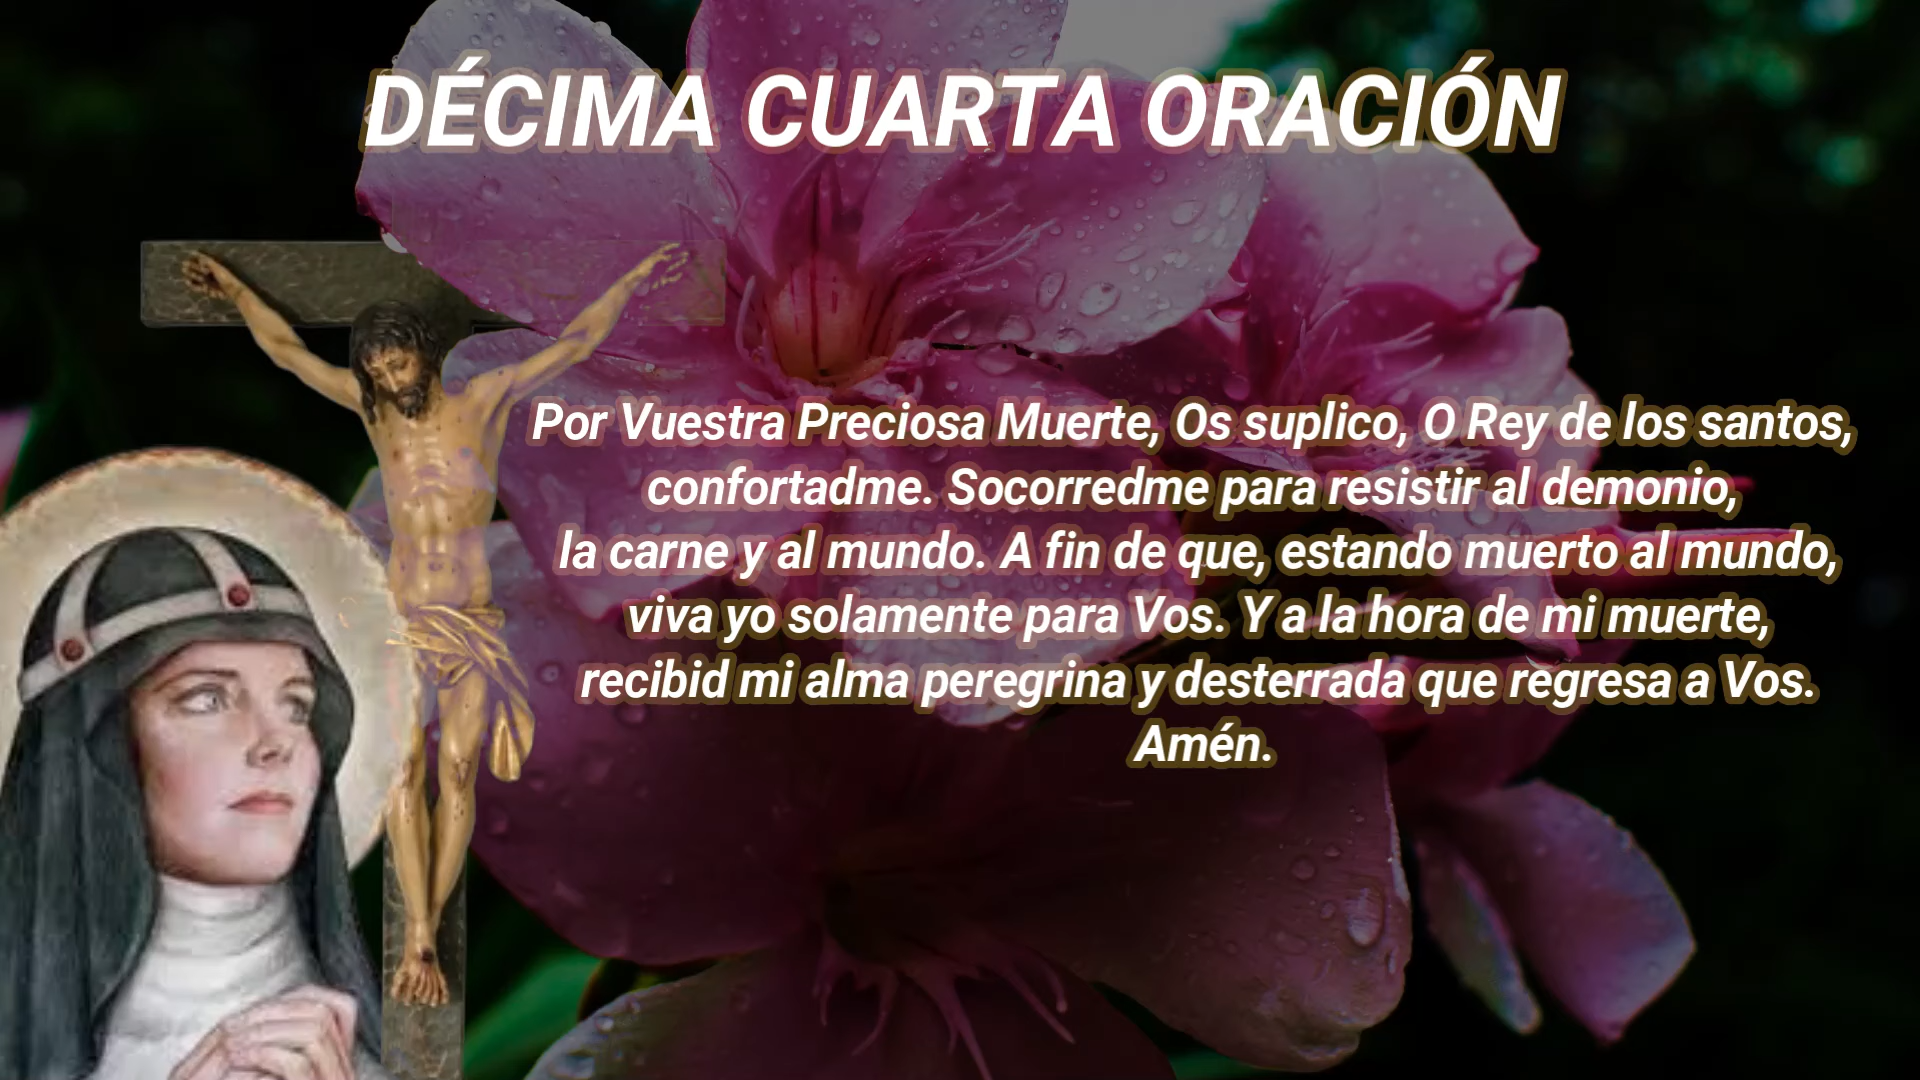 DÉCIMA CUARTA ORACIÓN
Por Vuestra Preciosa Muerte, Os suplico, O Rey de los santos,
confortadme. Socorredme para resistir al demonio,
la carne y al mundo. A fin de que, estando muerto al mundo,
viva yo solamente para Vos. Y a la hora de mi muerte,
recibid mi alma peregrina y desterrada que regresa a Vos.
Amén.